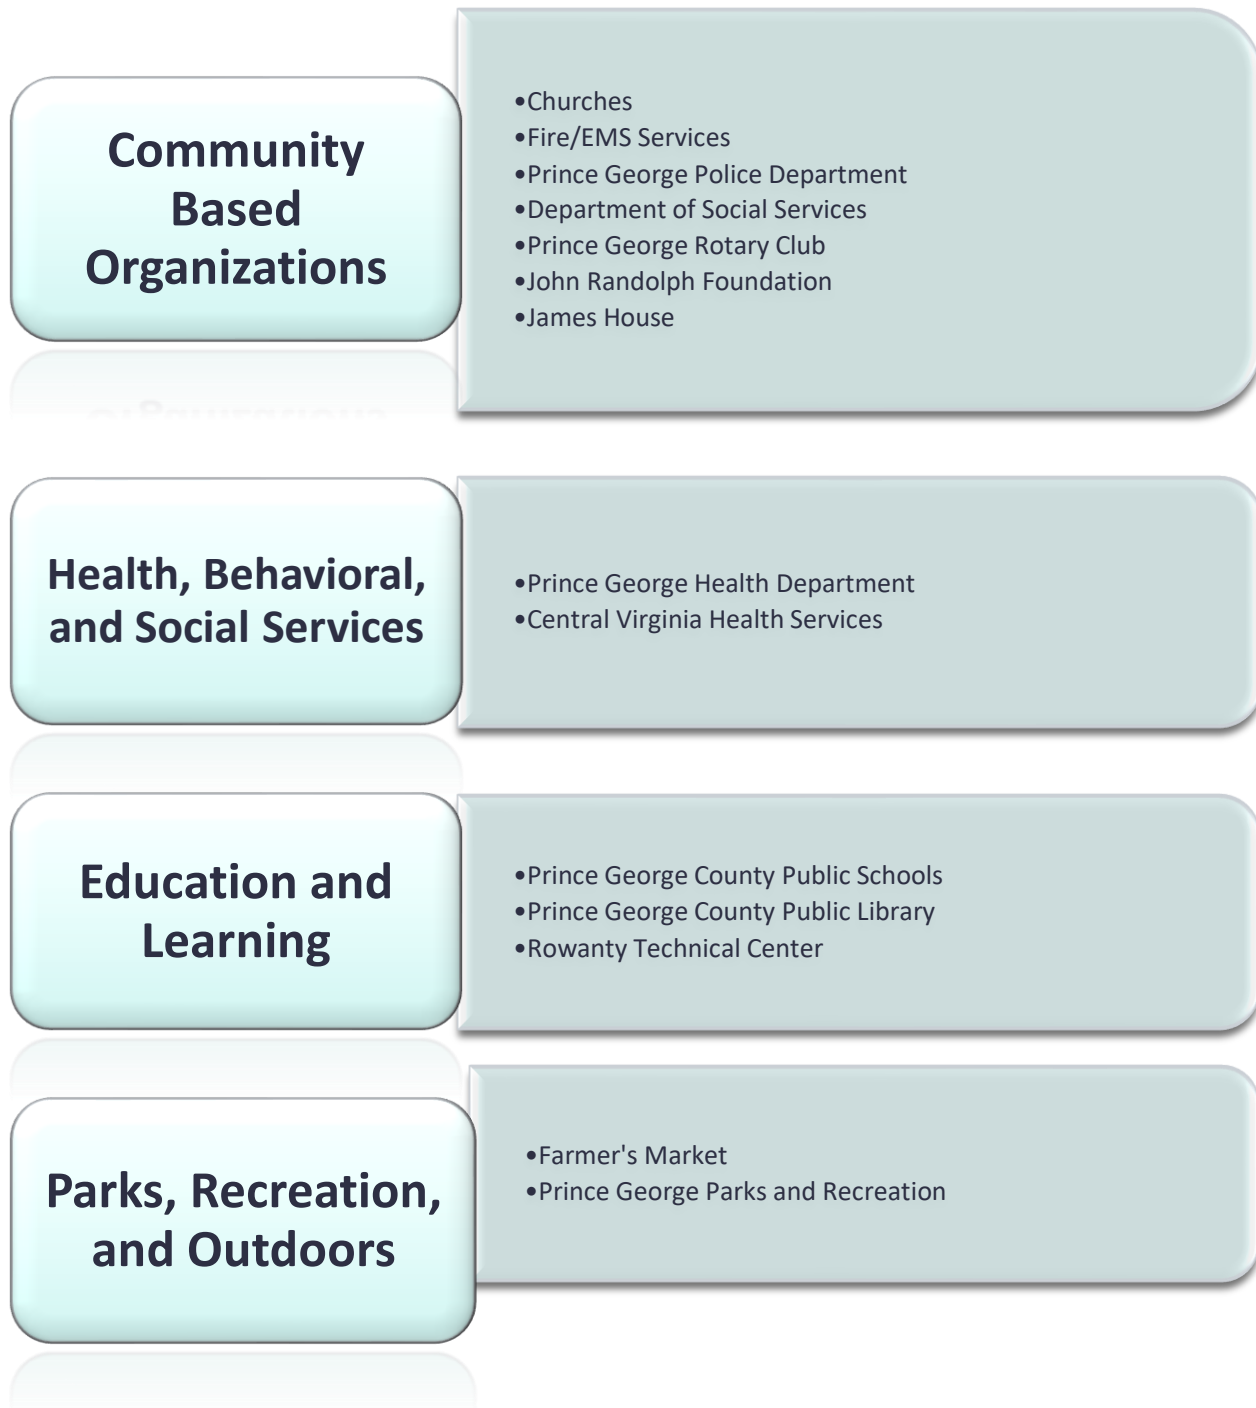 Community
Based
Organizations
•Churches
•Fire/EMS Services
•Prince George Police Department
•Department of Social Services
•Prince George Rotary Club
•John Randolph Foundation
•James House
Health, Behavioral,
and Social Services
•Prince George Health Department
•Central Virginia Health Services
Education and
Learning
•Prince George County Public Schools
•Prince George County Public Library
•Rowanty Technical Center
Parks, Recreation,
and Outdoors
•Farmer's Market
•Prince George Parks and Recreation